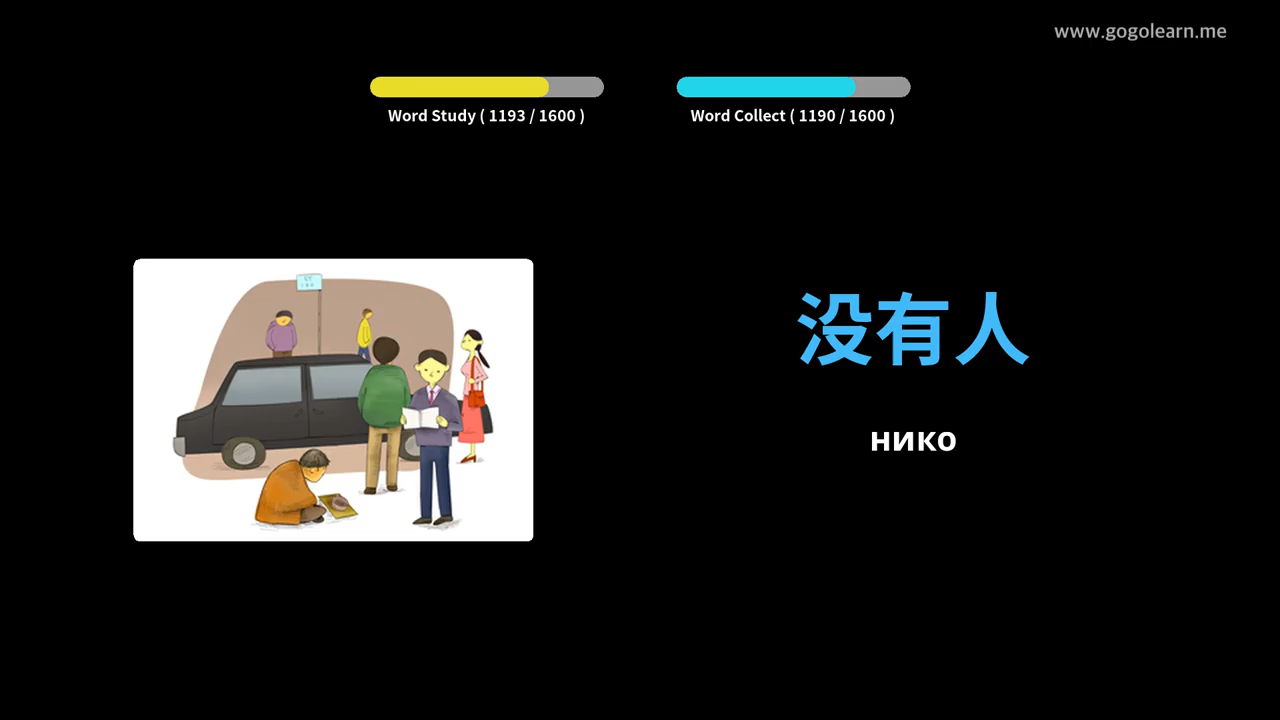 www.gogolearn.me
Word Study ( 1193 / 1600 )
Word Collect ( 1190 / 1600 )
没有人
нико